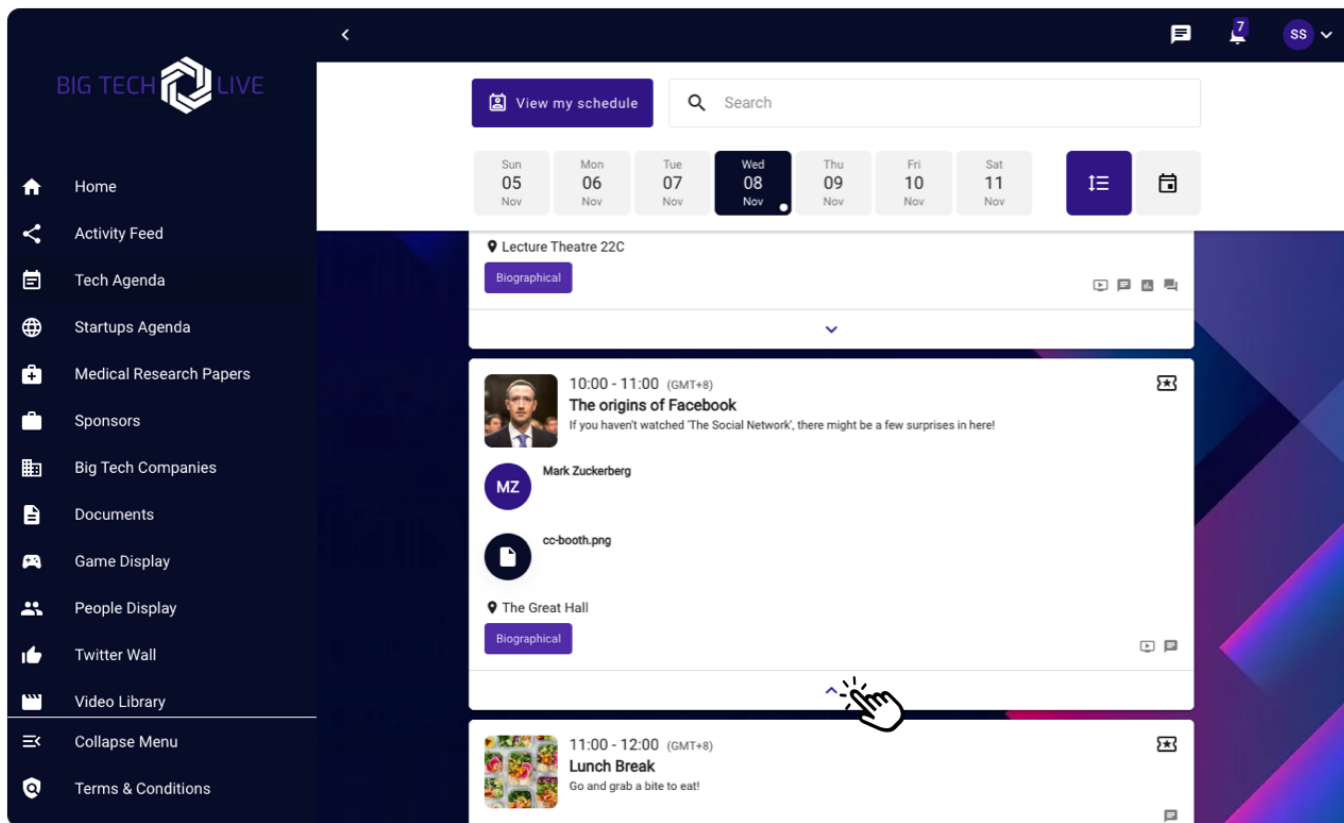 BIG TECH LIVE
7
SS
Home
Activity Feed
Tech Agenda
Startups Agenda
Medical Research Papers
Sponsors
Big Tech Companies
Documents
Game Display
People Display
Twitter Wall
Video Library
Collapse Menu
Terms & Conditions
View my schedule
Search
Sun Mon Tue Wed Thu Fri Sat
05 06 07 08 09 10 11
Nov Nov Nov Nov Nov Nov Nov
Lecture Theatre 22C
Biographical
10:00 - 11:00 (GMT+8)
The origins of Facebook
If you haven't watched 'The Social Network', there might be a few surprises in here!
MZ Mark Zuckerberg
cc-booth.png
The Great Hall
Biographical
11:00 - 12:00 (GMT+8)
Lunch Break
Go and grab a bite to eat!